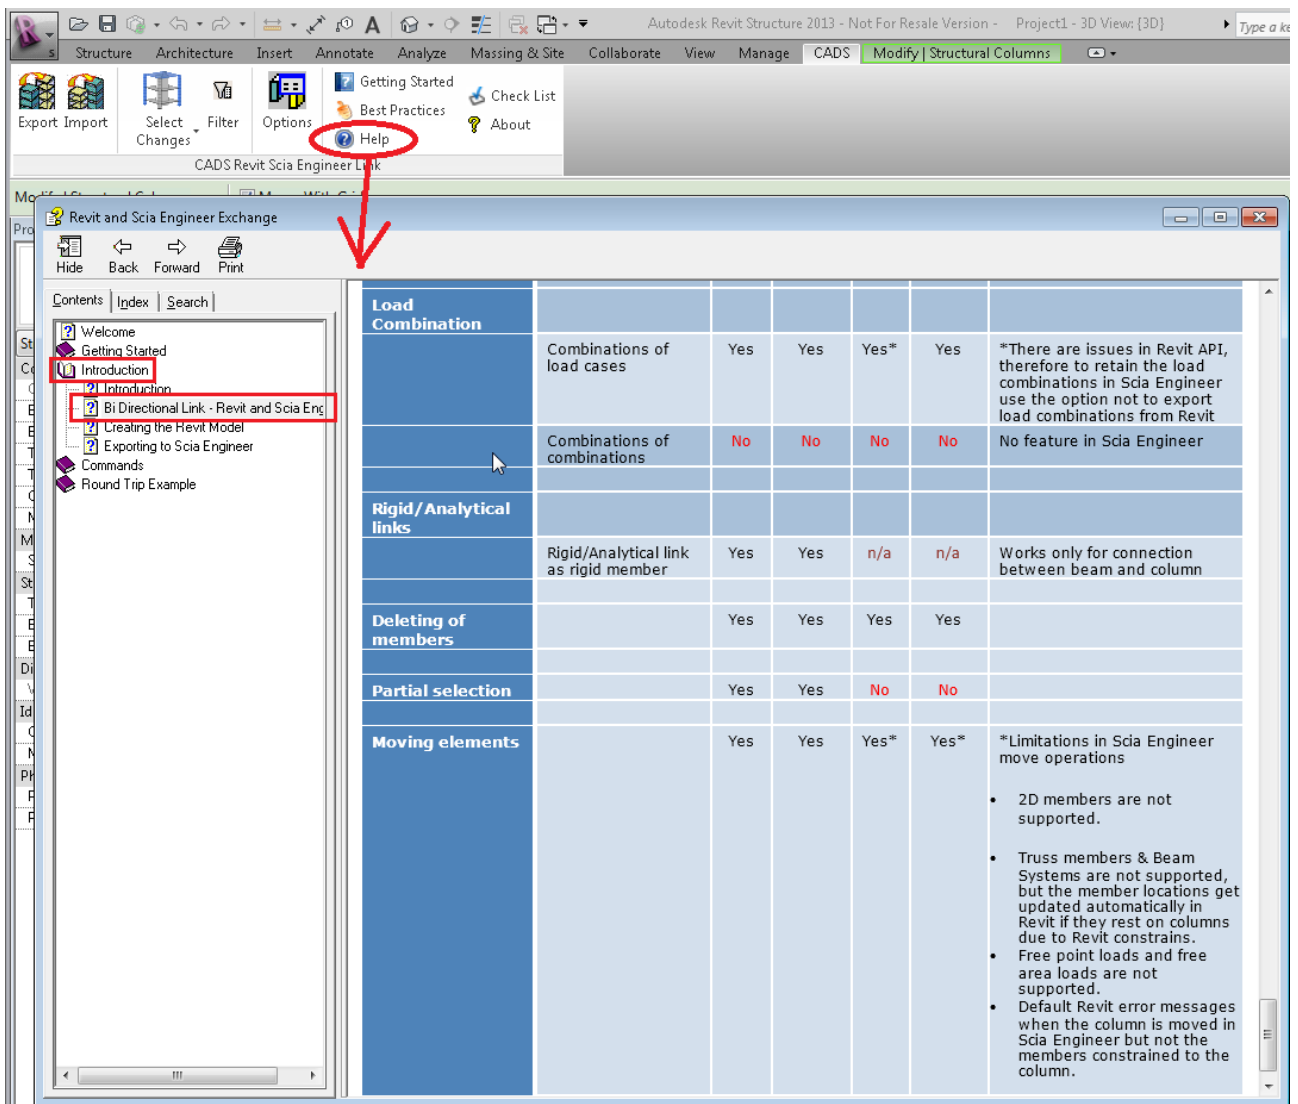 Autodesk Revit Structure 2013 - Not For Resale Version - Project1 - 3D View: {3D}
Type a ke
Structure Architecture Insert Annotate Analyze Massing & Site Collaborate View Manage CADS Modify | Structural Columns
Export Import
Select Changes
Filter
Options
Getting Started
Best Practices
Help
Check List
About
CADS Revit Scia Engineer Link
Revit and Scia Engineer Exchange
Hide Back Forward Print
Contents Index Search
Welcome
Getting Started
Introduction
Introduction
Bi Directional Link - Revit and Scia Eng
Creating the Revit Model
Exporting to Scia Engineer
Commands
Round Trip Example
Load
Combination
Combinations of
load cases
Yes Yes Yes* Yes
*There are issues in Revit API,
therefore to retain the load
combinations in Scia Engineer
use the option not to export
load combinations from Revit
Combinations of
combinations
No No No No
No feature in Scia Engineer
Rigid/Analytical
links
Rigid/Analytical link
as rigid member
Yes Yes n/a n/a
Works only for connection
between beam and column
Deleting of
members
Yes Yes Yes Yes
Partial selection
Yes Yes No No
Moving elements
Yes Yes Yes* Yes*
*Limitations in Scia Engineer
move operations
• 2D members are not
supported.
• Truss members & Beam
Systems are not supported,
but the member locations get
updated automatically in
Revit if they rest on columns
due to Revit constrains.
• Free point loads and free
area loads are not
supported.
• Default Revit error messages
when the column is moved in
Scia Engineer but not the
members constrained to the
column.